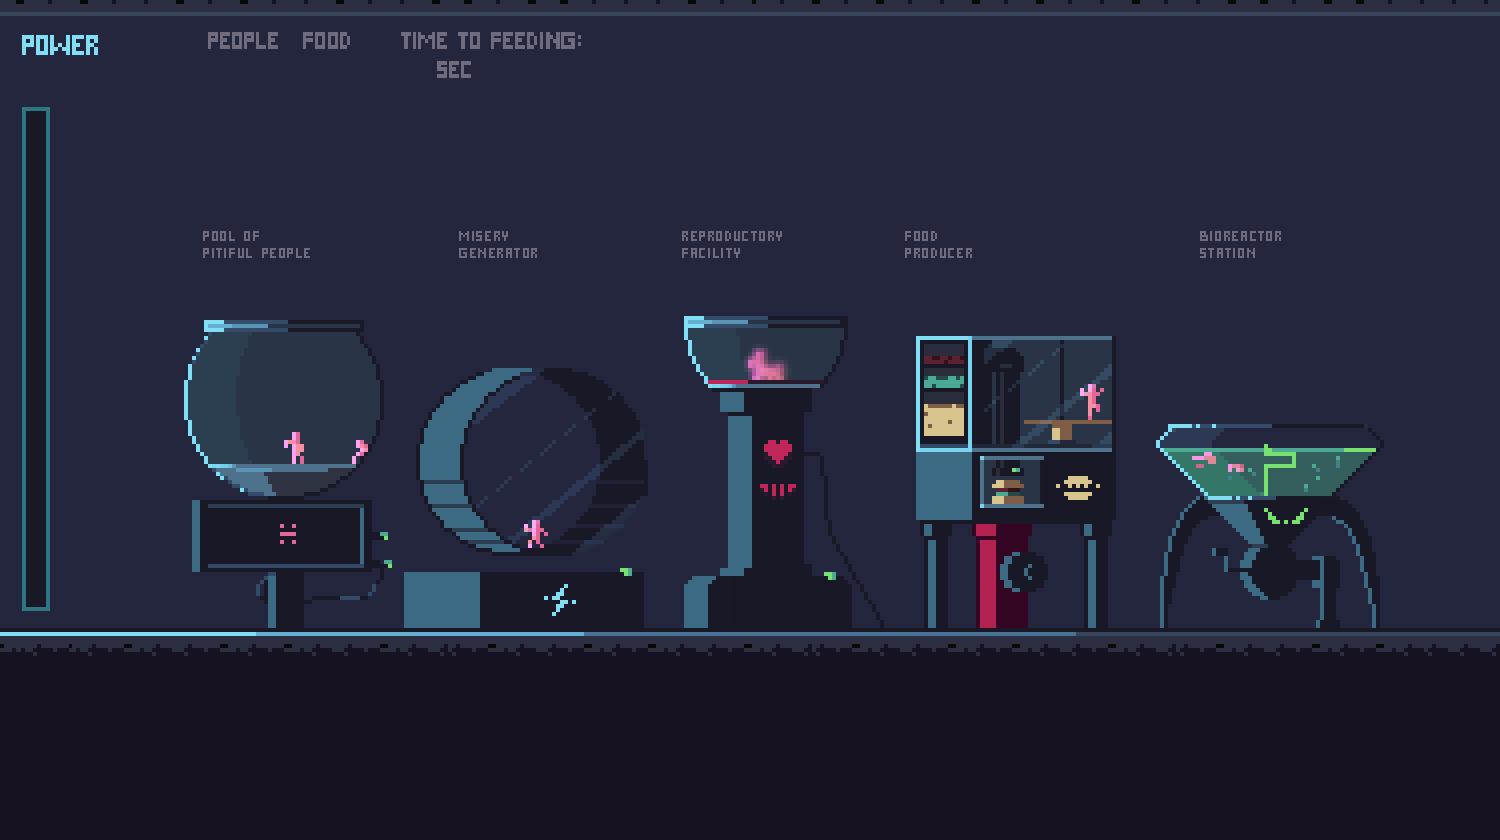 POWER
PEOPLE FOOD TIME TO FEEDING:
SEC
POOL OF
PITIFUL PEOPLE
MISERY
GENERATOR
REPRODUCTORY
FACILITY
FOOD
PRODUCER
BIOREACTOR
STATION